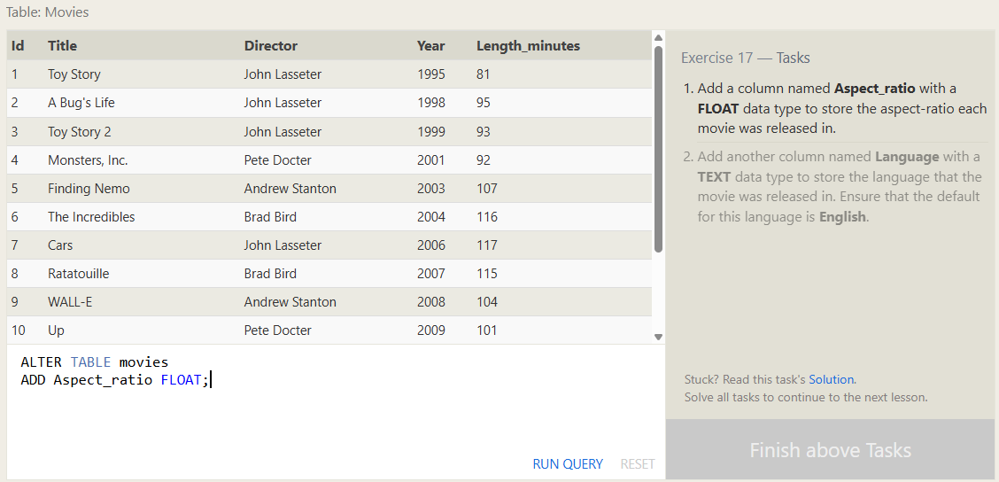 Table: Movies
Id Title Director Year Length_minutes
1 Toy Story John Lasseter 1995 81
2 A Bug's Life John Lasseter 1998 95
3 Toy Story 2 John Lasseter 1999 93
4 Monsters, Inc. Pete Docter 2001 92
5 Finding Nemo Andrew Stanton 2003 107
6 The Incredibles Brad Bird 2004 116
7 Cars John Lasseter 2006 117
8 Ratatouille Brad Bird 2007 115
9 WALL-E Andrew Stanton 2008 104
10 Up Pete Docter 2009 101
ALTER TABLE movies
ADD Aspect_ratio FLOAT;
RUN QUERY RESET
Exercise 17 — Tasks
1. Add a column named Aspect_ratio with a
FLOAT data type to store the aspect-ratio each
movie was released in.
2. Add another column named Language with a
TEXT data type to store the language that the
movie was released in. Ensure that the default
for this language is English.
Stuck? Read this task's Solution.
Solve all tasks to continue to the next lesson.
Finish above Tasks